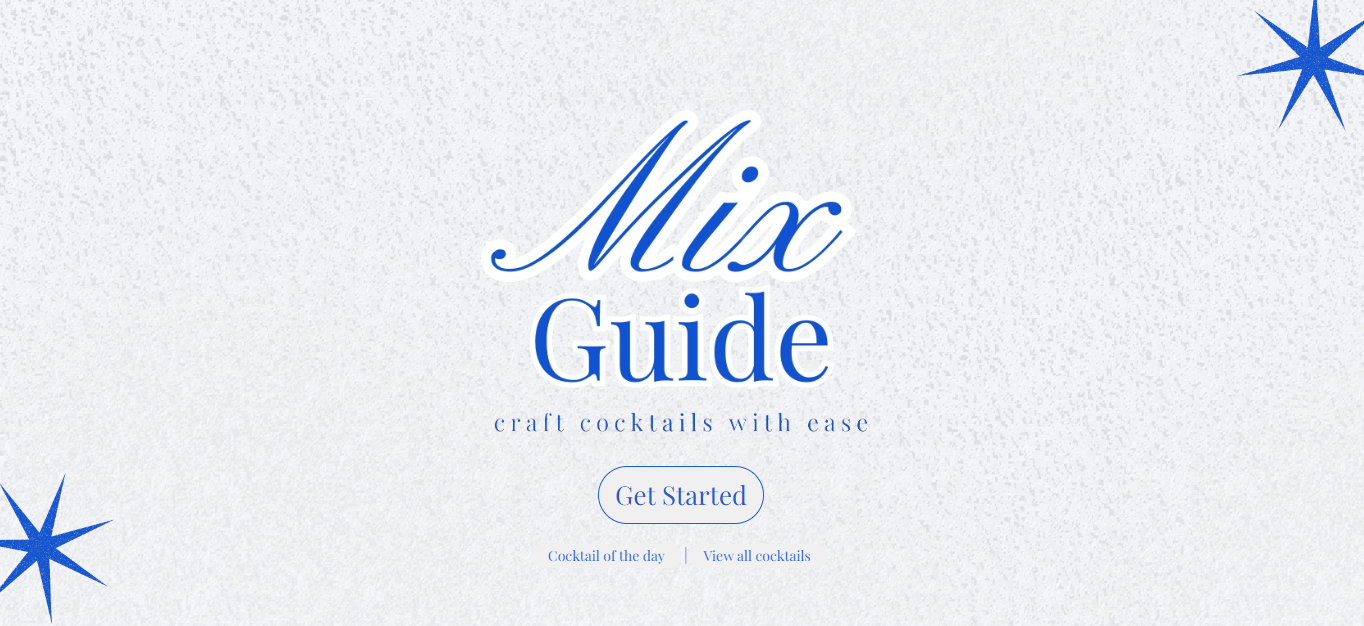 Mix
Guide
craft cocktails with ease
Get Started
Cocktail of the day | View all cocktails